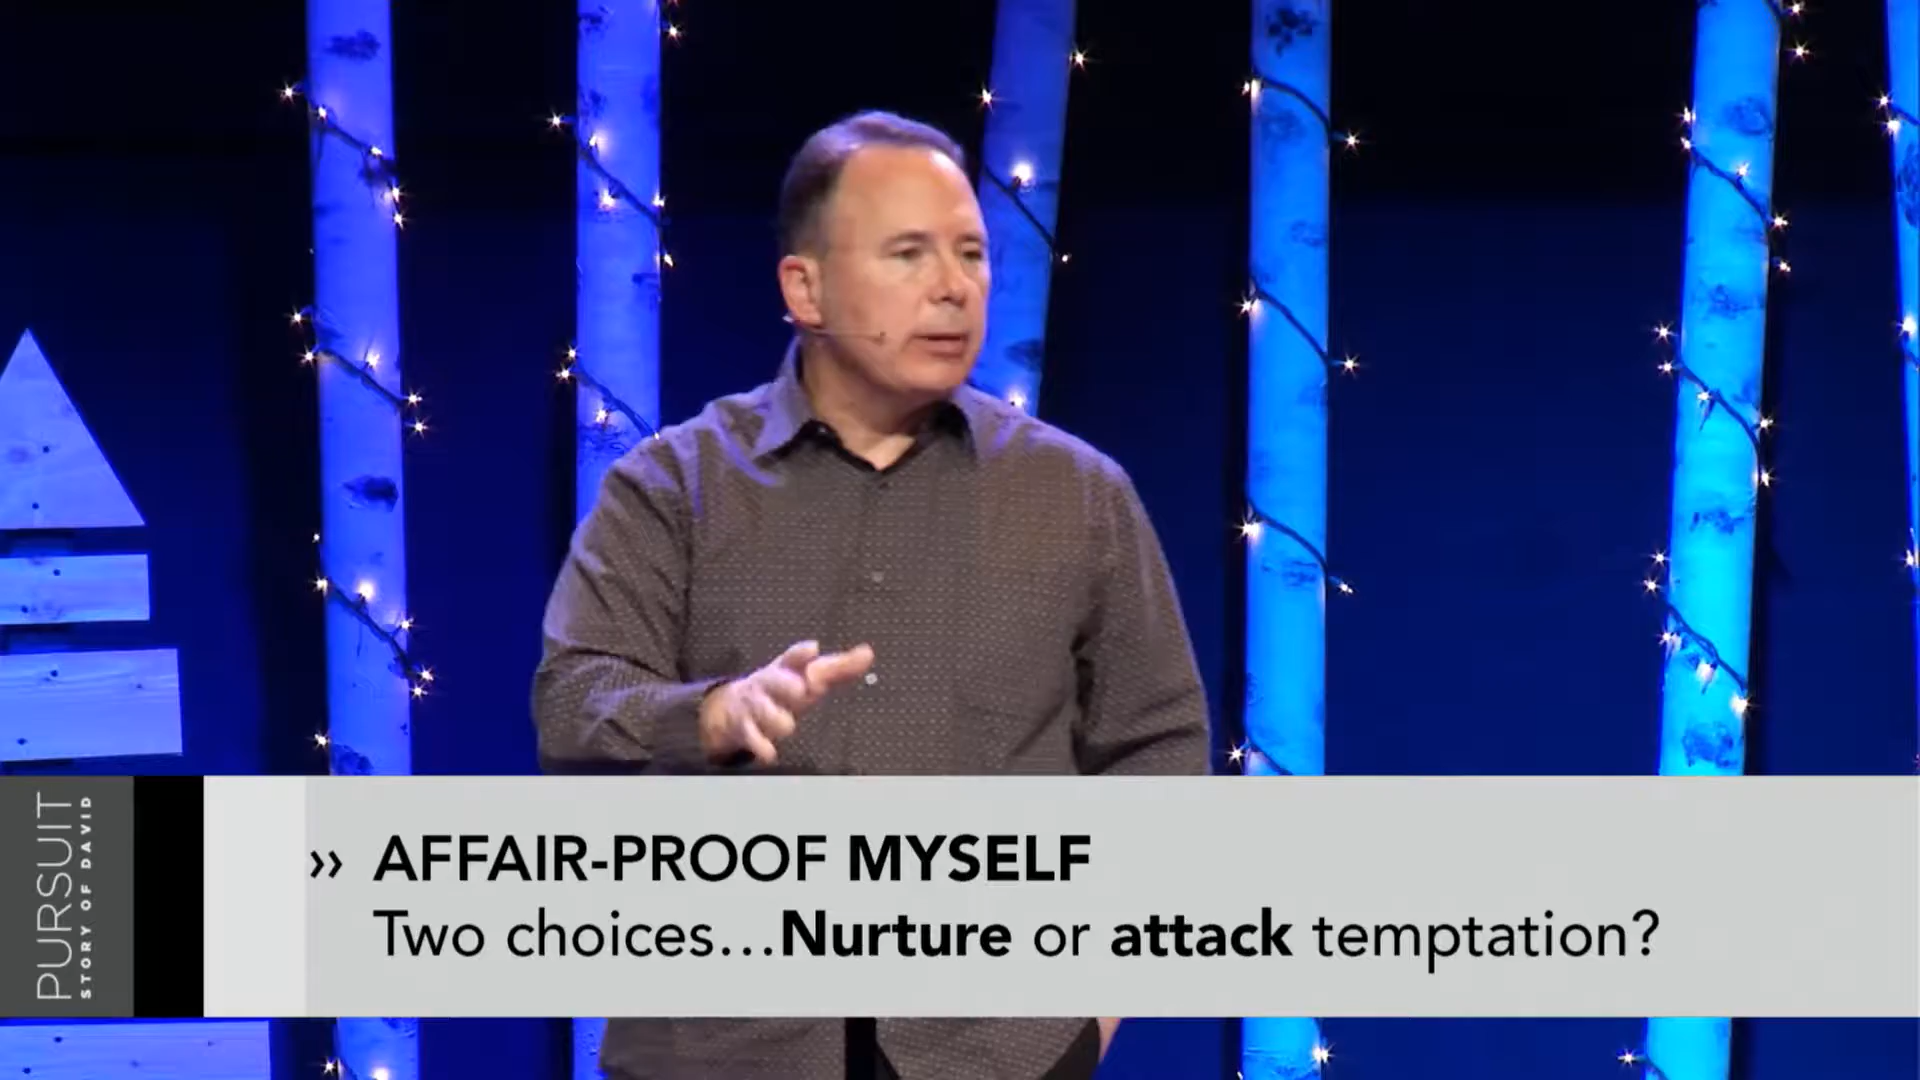 PURSUIT
STORY OF DAVID
›› AFFAIR-PROOF MYSELF
Two choices...Nurture or attack temptation?